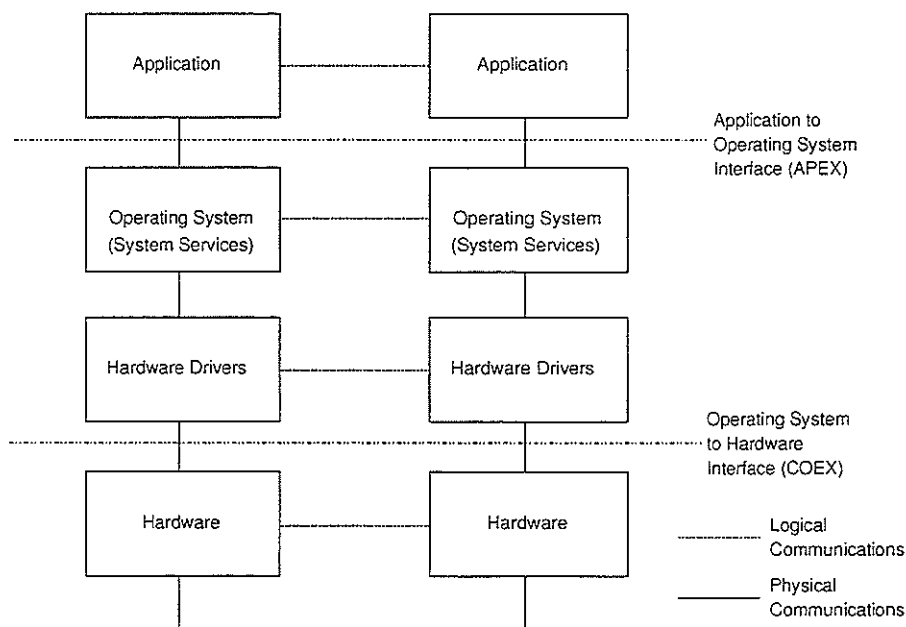 Application
Application
Application to
Operating System
Interface (APEX)
Operating System
(System Services)
Operating System
(System Services)
Hardware Drivers
Hardware Drivers
Operating System
to Hardware
Interface (COEX)
Hardware
Hardware
Logical
Communications
Physical
Communications